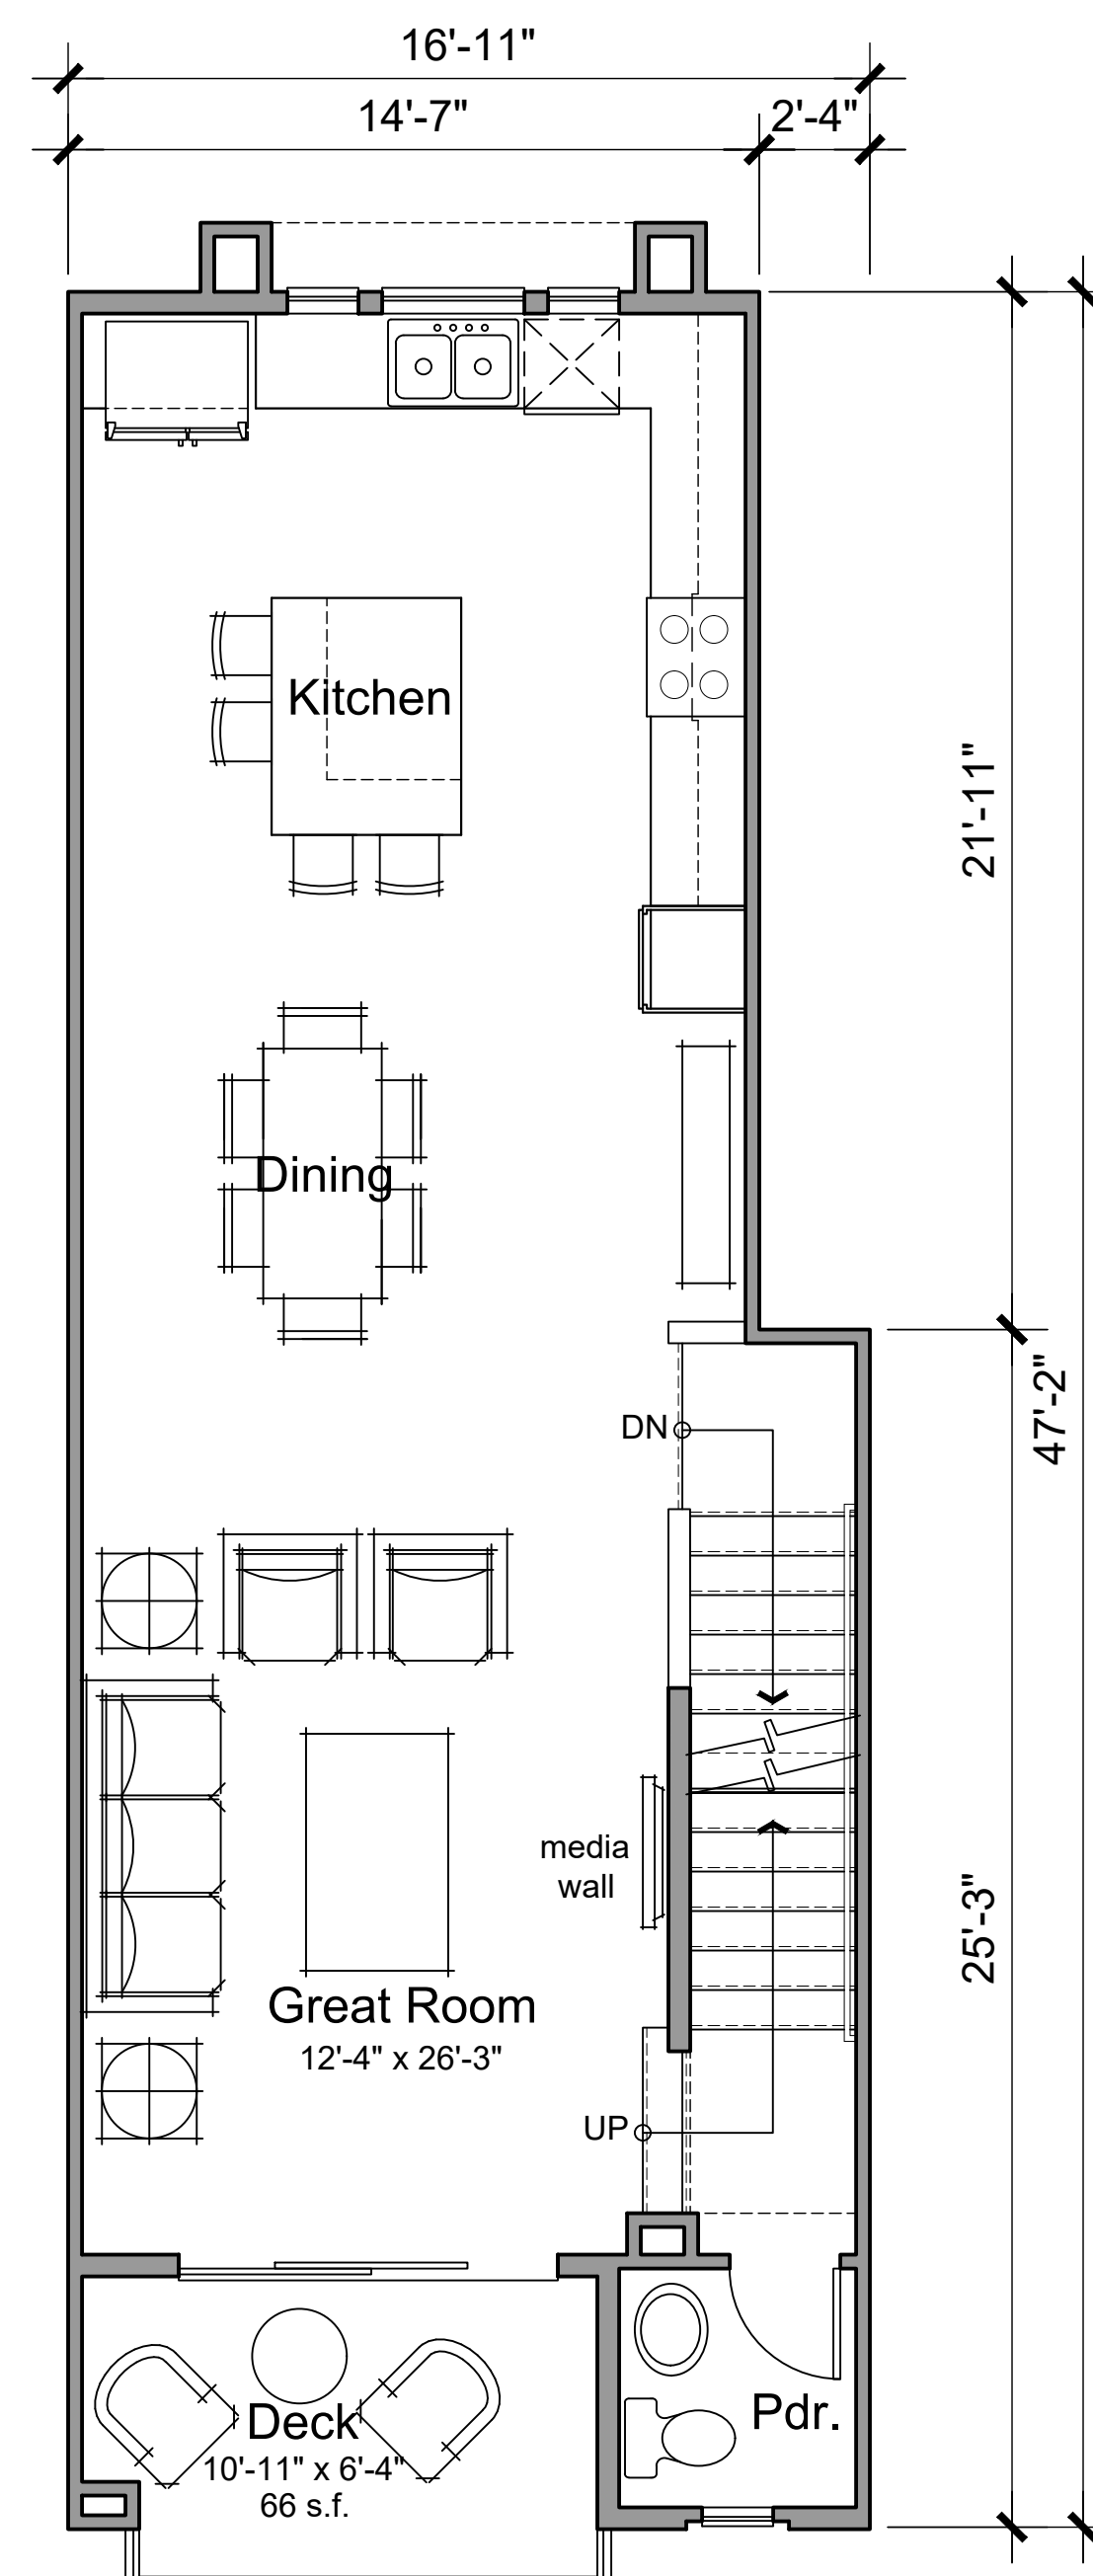 16'-11"
14'-7"
2'-4"
Kitchen
21'-11"
Dining
47'-2"
DN
media
wall
25'-3"
Great Room
12'-4" x 26'-3"
UP
Pdr.
Deck
10'-11" x 6'-4"
66 s.f.